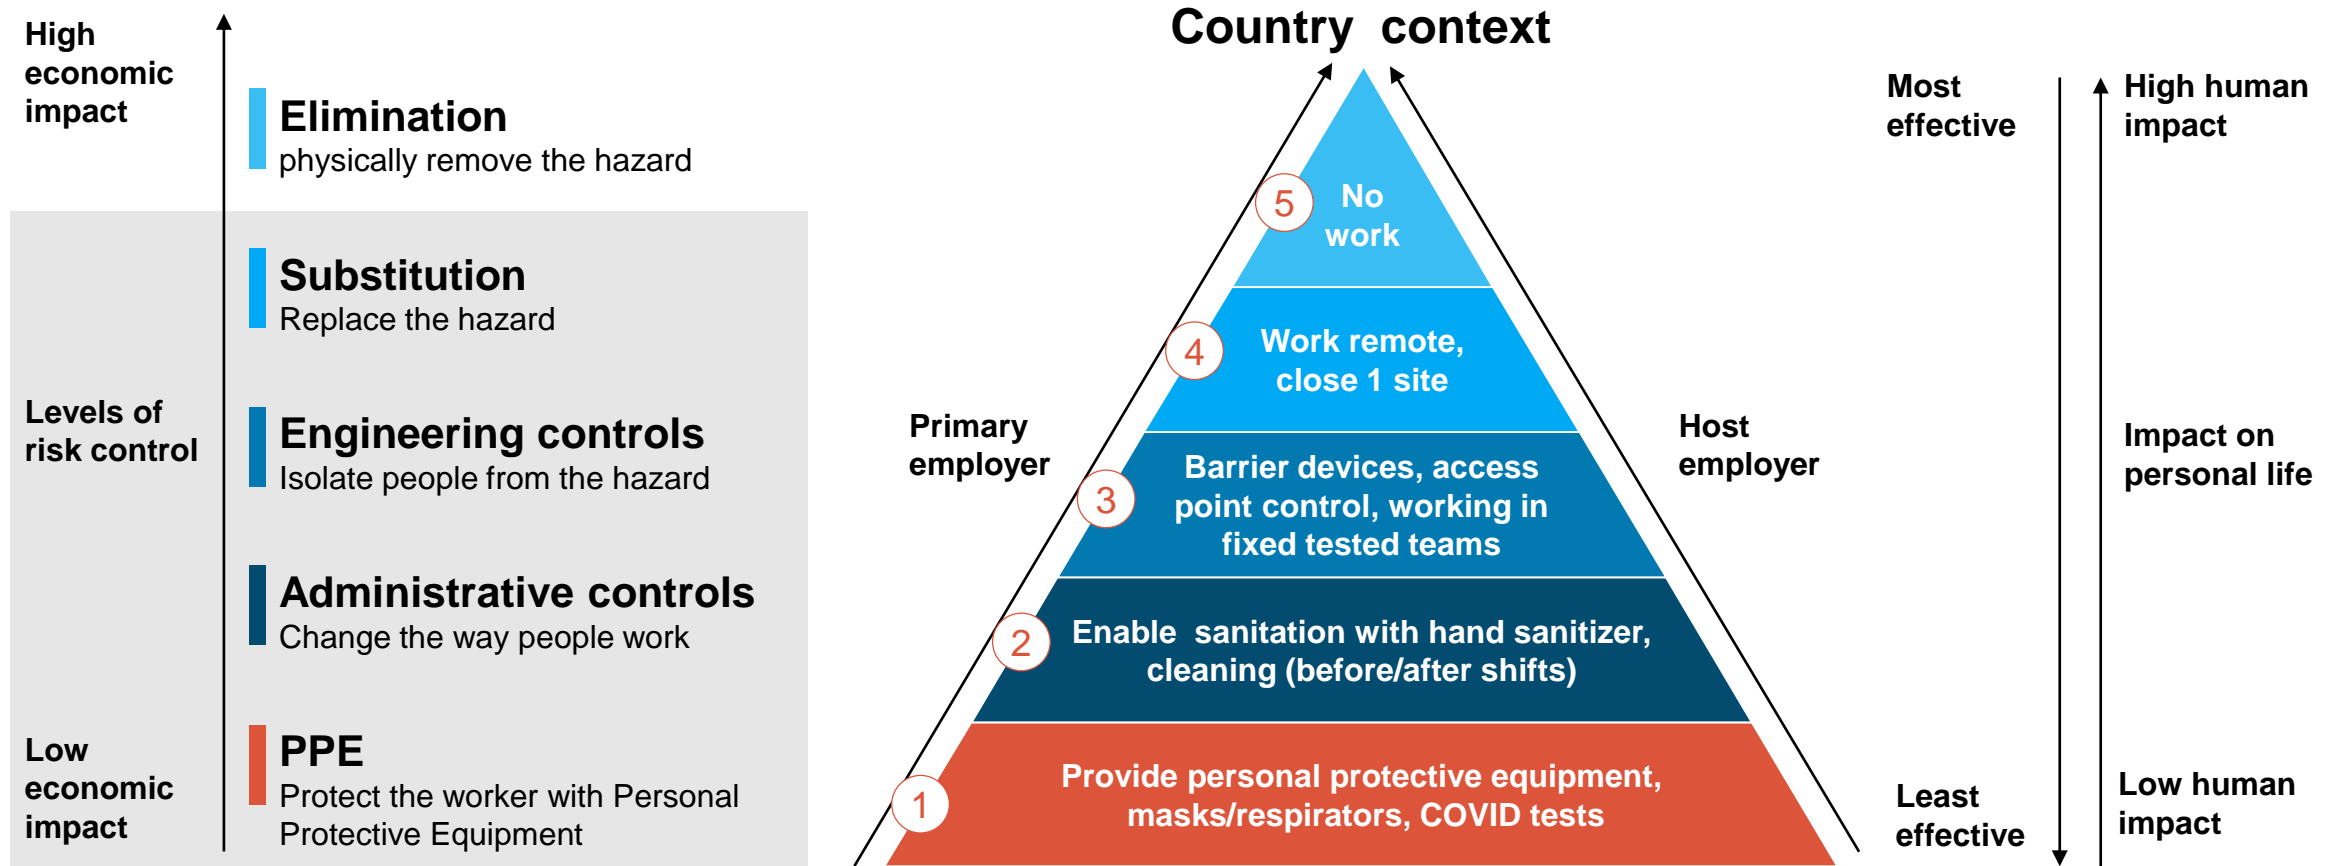 High
economic
impact
Elimination
physically remove the hazard
Substitution
Replace the hazard
Levels of
risk control
Engineering controls
Isolate people from the hazard
Administrative controls
Change the way people work
Low
economic
impact
PPE
Protect the worker with Personal
Protective Equipment
Country context
Primary
employer
Host
employer
5
No
work
4
Work remote,
close 1 site
3
Barrier devices, access
point control, working in
fixed tested teams
2
Enable sanitation with hand sanitizer,
cleaning (before/after shifts)
1
Provide personal protective equipment,
masks/respirators, COVID tests
Most
effective
Least
effective
High human
impact
Impact on
personal life
Low human
impact